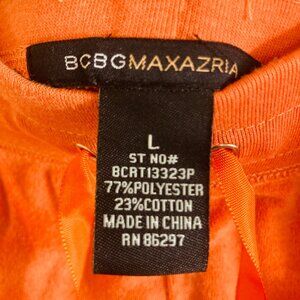 BCBGMAXAZRIA
L
ST NO#
BCRT13323P
77%POLYESTER
23%COTTON
MADE IN CHINA
RN 86297